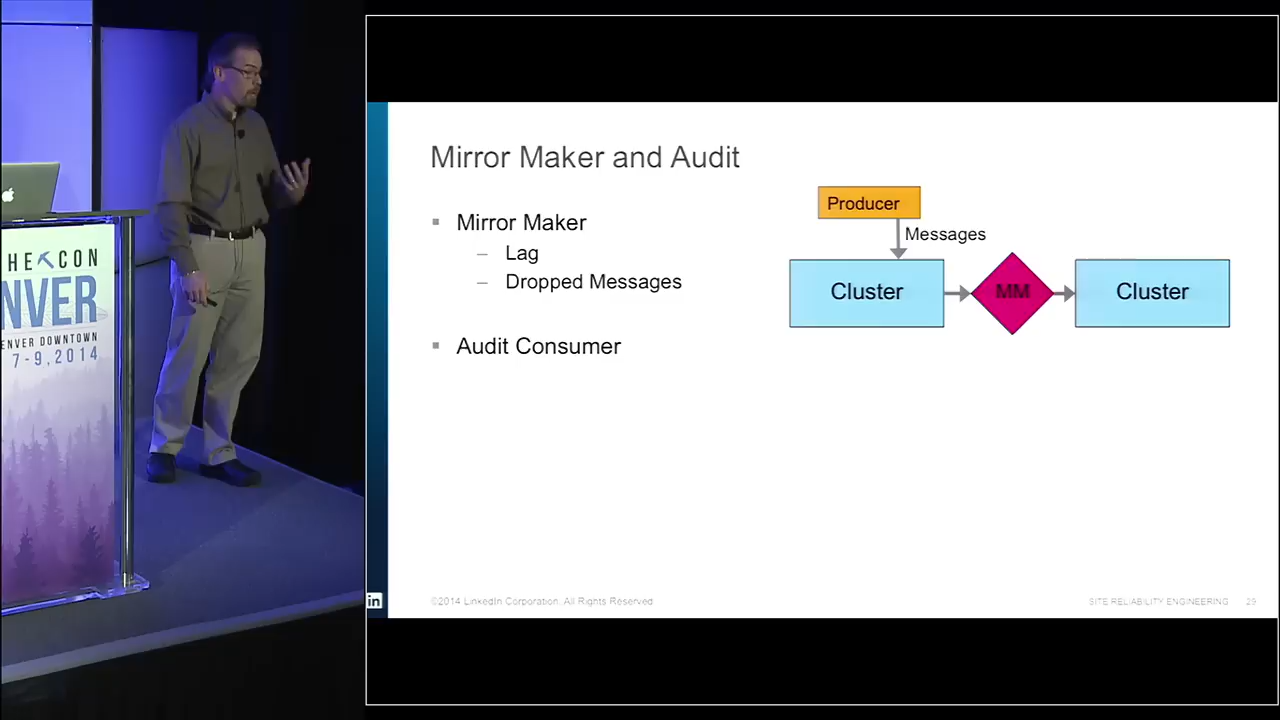 HE CON
NVER
ENVER DOWNTOWN
7-9, 2014
Mirror Maker and Audit
Mirror Maker
– Lag
– Dropped Messages
Audit Consumer
Producer
Messages
Cluster
MM
Cluster
in
©2014 LinkedIn Corporation. All Rights Reserved.
SITE RELIABILITY ENGINEERING 29